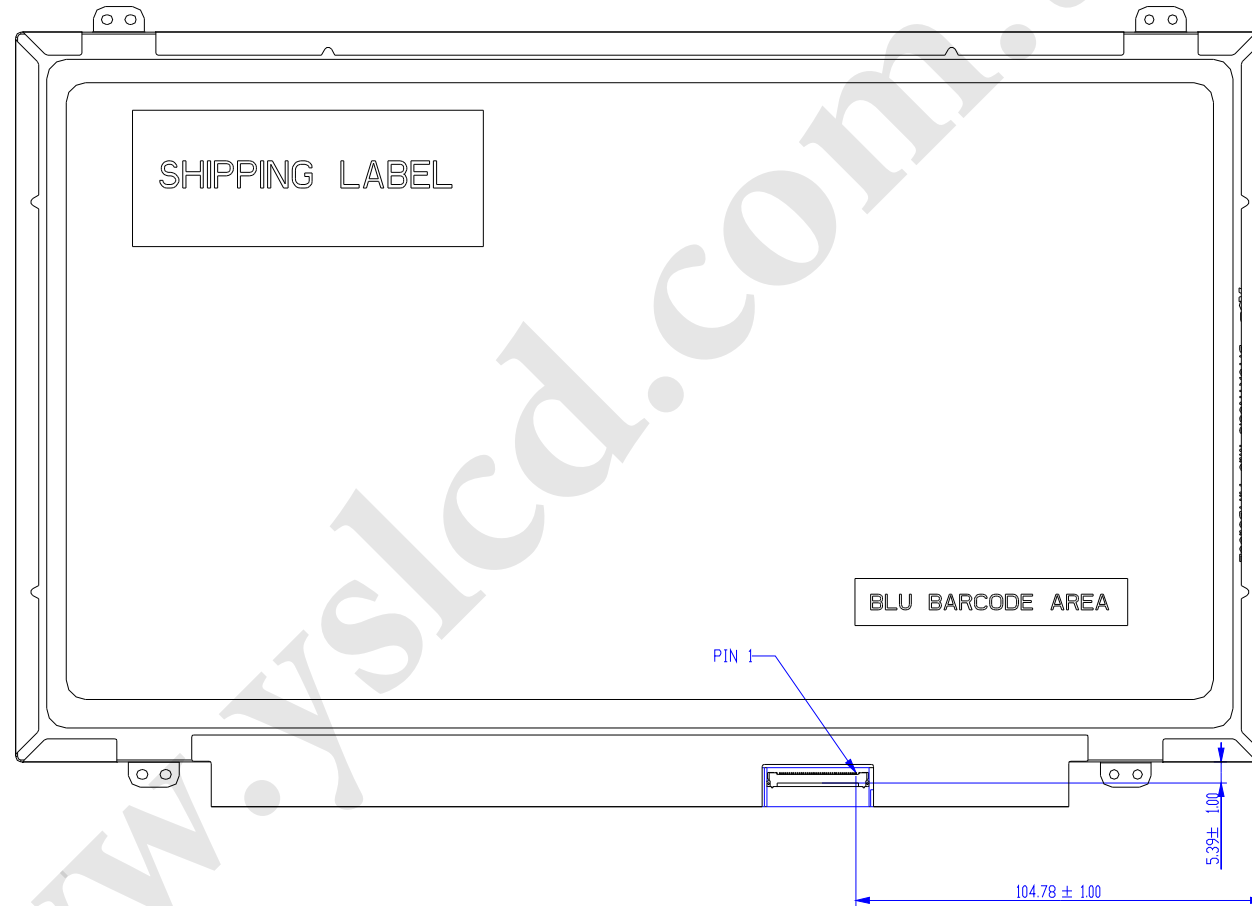 SHIPPING LABEL
BLU BARCODE AREA
PIN 1
5.39± 1.00
104.78 ± 1.00
www.yslcd.com.